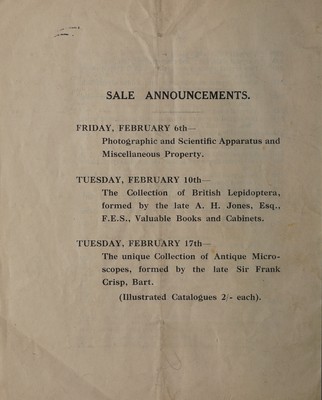 SALE ANNOUNCEMENTS.
FRIDAY, FEBRUARY 6th—
Photographic and Scientific Apparatus and
Miscellaneous Property.
TUESDAY, FEBRUARY 10th—
The Collection of British Lepidoptera,
formed by the late A. H. Jones, Esq.,
F.E.S., Valuable Books and Cabinets.
TUESDAY, FEBRUARY 17th—
The unique Collection of Antique Micro-
scopes, formed by the late Sir Frank
Crisp, Bart.
(Illustrated Catalogues 2/- each).